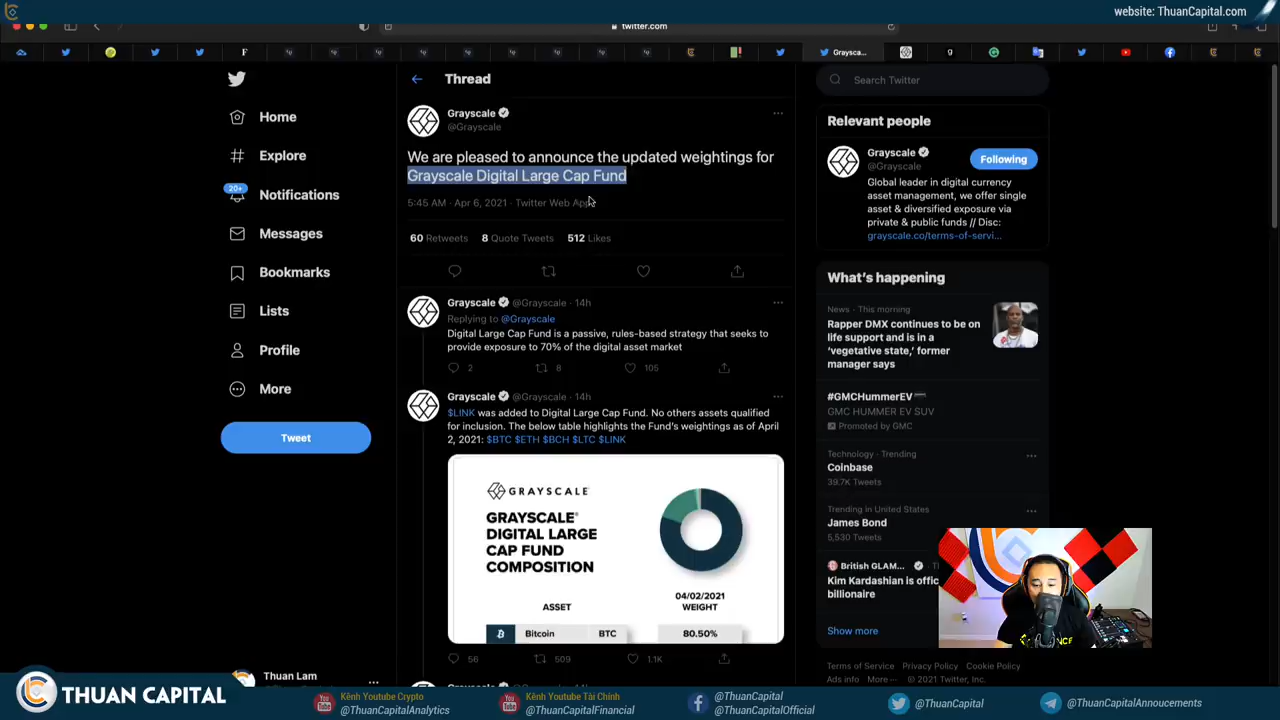 website: ThuanCapital.com
twitter.com
Graysca...
Thread
Search Twitter
Home
Explore
20+
Notifications
Messages
Bookmarks
Lists
Profile
More
Tweet
Grayscale
@Grayscale
We are pleased to announce the updated weightings for
Grayscale Digital Large Cap Fund
5:45 AM · Apr 6, 2021 · Twitter Web App
60 Retweets 8 Quote Tweets 512 Likes
Grayscale @Grayscale · 14h
Replying to @Grayscale
Digital Large Cap Fund is a passive, rules-based strategy that seeks to
provide exposure to 70% of the digital asset market
2 8 105
Grayscale @Grayscale · 14h
$LINK was added to Digital Large Cap Fund. No others assets qualified
for inclusion. The below table highlights the Fund's weightings as of April
2, 2021: $BTC $ETH $BCH $LTC $LINK
GRAYSCALE
GRAYSCALE®
DIGITAL LARGE
CAP FUND
COMPOSITION
04/02/2021
ASSET WEIGHT
Bitcoin BTC 80.50%
56 509 1.1K
Relevant people
Grayscale
@Grayscale
Following
Global leader in digital currency
asset management, we offer single
asset & diversified exposure via
private & public funds // Disc:
grayscale.co/terms-of-servi...
What's happening
News · This morning
Rapper DMX continues to be on
life support and is in a
'vegetative state,' former
manager says
#GMCHummerEV
GMC HUMMER EV SUV
Promoted by GMC
Technology · Trending
Coinbase
39.7K Tweets
Trending in United States
James Bond
5,530 Tweets
British GLAM...
Kim Kardashian is offic
billionaire
Show more
Terms of Service Privacy Policy Cookie Policy
Ads info More © 2021 Twitter, Inc.
Thuan Lam
THUAN CAPITAL
Kênh Youtube Crypto
@ThuanCapitalAnalytics
Kênh Youtube Tài Chính
@ThuanCapitalFinancial
@ThuanCapital
@ThuanCapitalOfficial
@ThuanCapital
@ThuanCapitalAnnoucements